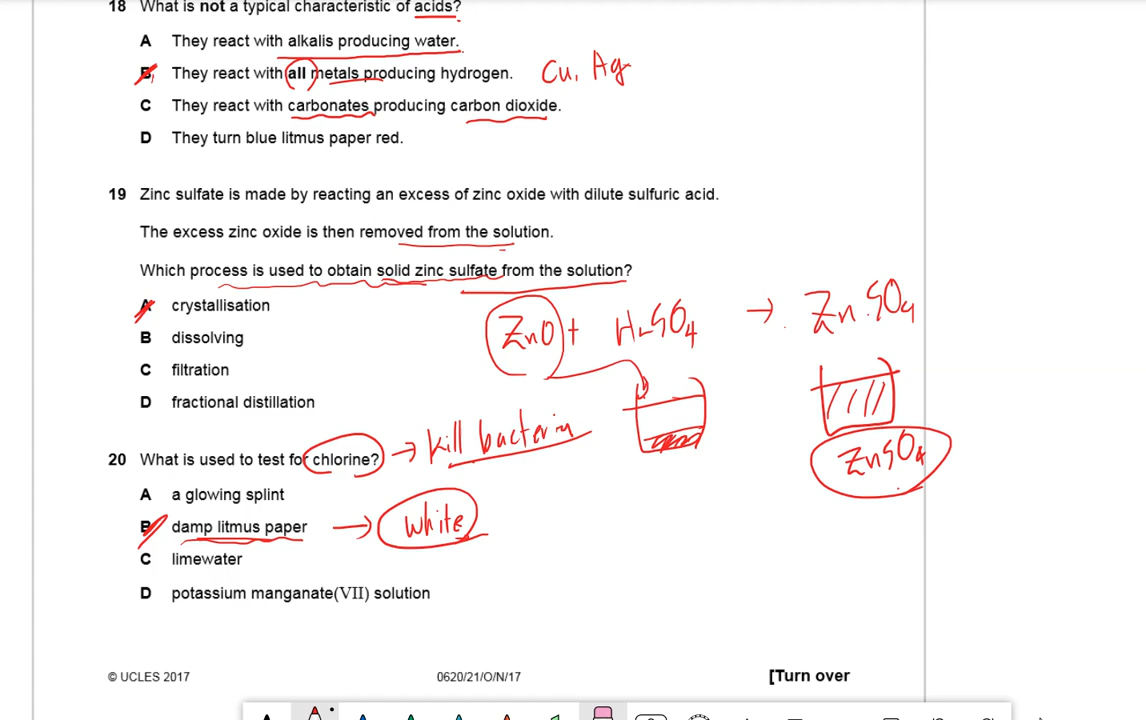 18 What is not a typical characteristic of acids?
A They react with alkalis producing water.
B They react with all metals producing hydrogen. Cu, Ag
C They react with carbonates producing carbon dioxide.
D They turn blue litmus paper red.
19 Zinc sulfate is made by reacting an excess of zinc oxide with dilute sulfuric acid.
The excess zinc oxide is then removed from the solution.
Which process is used to obtain solid zinc sulfate from the solution?
A crystallisation
ZnO + H2SO4 → ZnSO4
B dissolving
C filtration
D fractional distillation
20 What is used to test for chlorine? → kill bacteria
ZnSO4
A a glowing splint
B damp litmus paper → white
C limewater
D potassium manganate(VII) solution
© UCLES 2017 0620/21/O/N/17 [Turn over